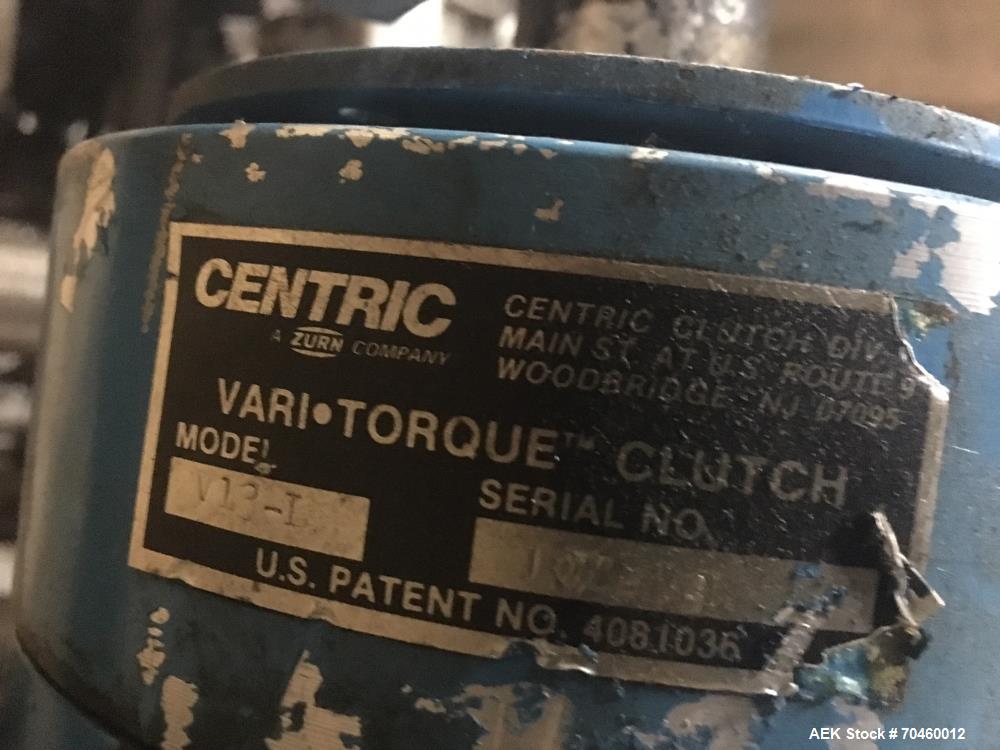 CENTRIC
A ZURN COMPANY
CENTRIC CLUTCH DIV.
MAIN ST. AT U.S. ROUTE 9
WOODBRIDGE, NJ 07095
VARI•TORQUE™ CLUTCH
MODEL
V13-I
SERIAL NO.
U.S. PATENT NO. 4081036
AEK Stock #70460012